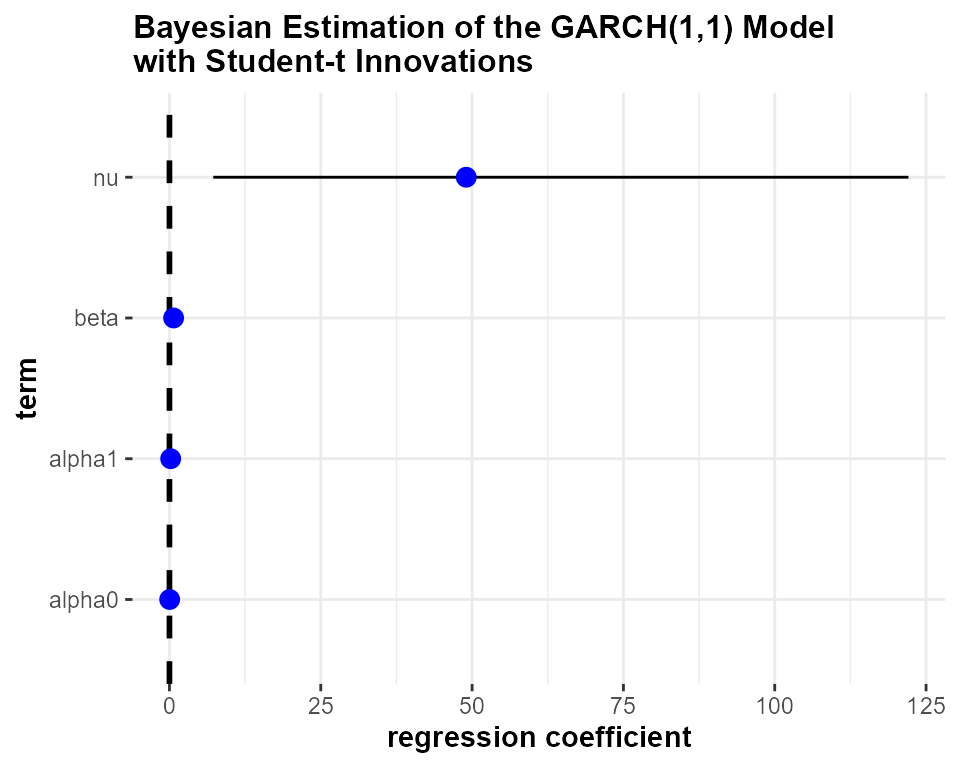 Bayesian Estimation of the GARCH(1,1) Model
with Student-t Innovations
nu
beta
alpha1
alpha0
term
0 25 50 75 100 125
regression coefficient